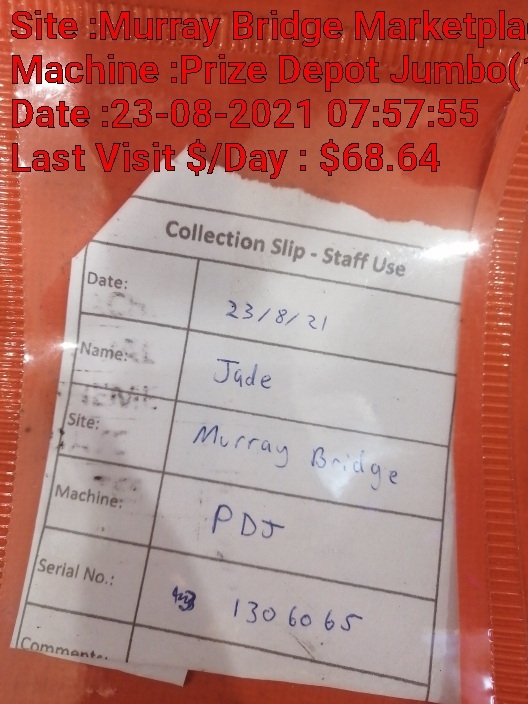 Site :Murray Bridge Marketpla
Machine :Prize Depot Jumbo(
Date :23-08-2021 07:57:55
Last Visit $/Day : $68.64
Collection Slip - Staff Use
Date: 23/8/21
Name: Jade
Site: Murray Bridge
Machine: PDJ
Serial No.: 1306065
Comments: